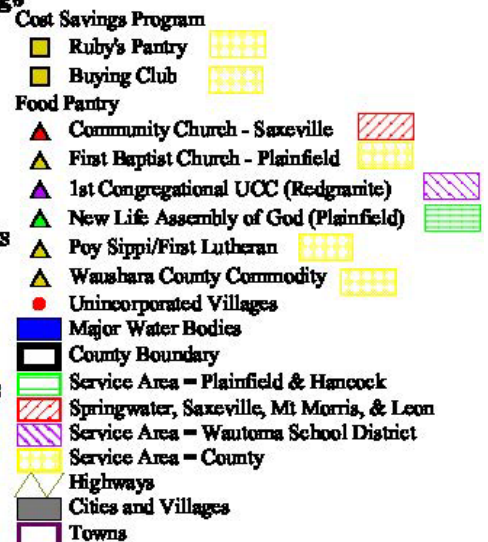 Cost Savings Program
Ruby's Pantry
Buying Club
Food Pantry
Community Church - Saxeville
First Baptist Church - Plainfield
1st Congregational UCC (Redgranite)
New Life Assembly of God (Plainfield)
Poy Sippi/First Lutheran
Waushara County Commodity
Unincorporated Villages
Major Water Bodies
County Boundary
Service Area = Plainfield & Hancock
Springwater, Saxeville, Mt Morris, & Leon
Service Area = Wautoma School District
Service Area = County
Highways
Cities and Villages
Towns